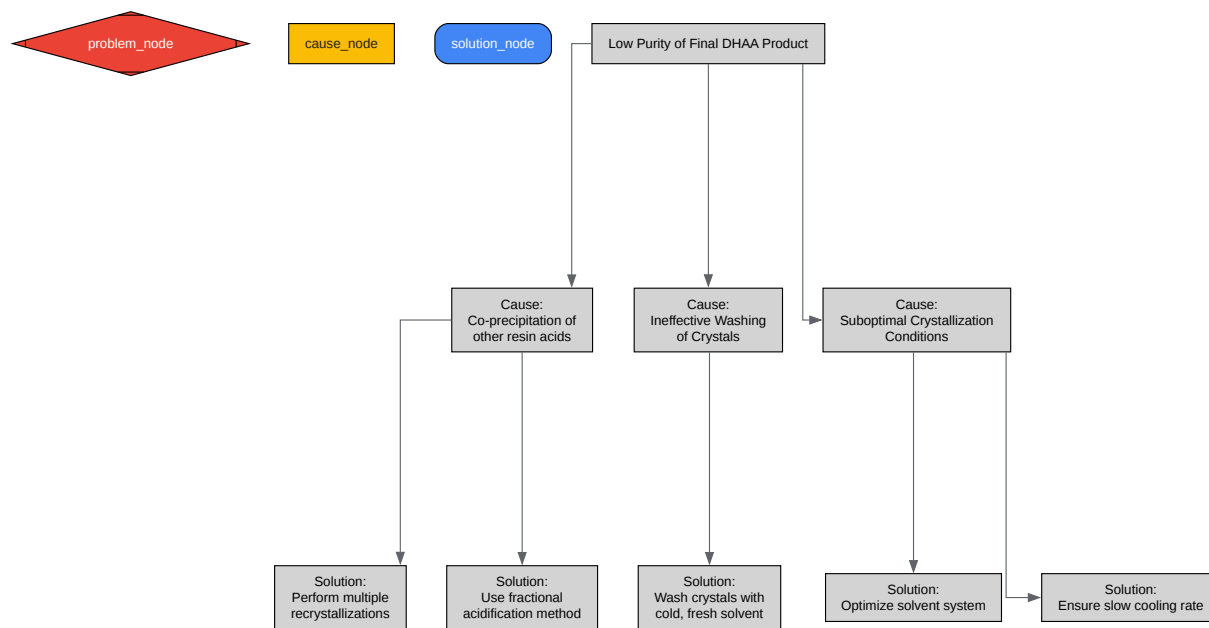 problem_node
cause_node
solution_node
Low Purity of Final DHAA Product
Cause:
Co-precipitation of
other resin acids
Cause:
Ineffective Washing
of Crystals
Cause:
Suboptimal Crystallization
Conditions
Solution:
Perform multiple
recrystallizations
Solution:
Use fractional
acidification method
Solution:
Wash crystals with
cold, fresh solvent
Solution:
Optimize solvent system
Solution:
Ensure slow cooling rate